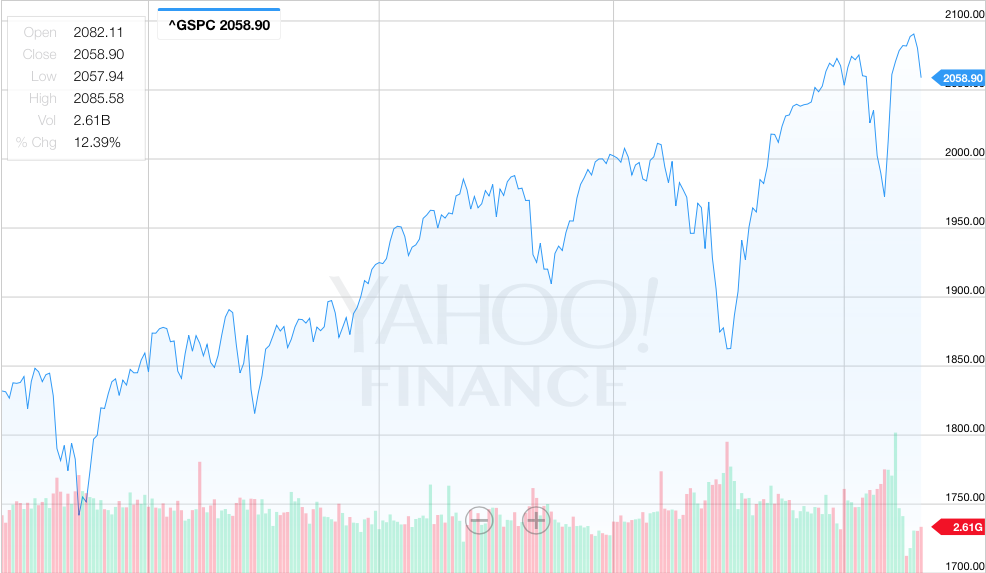 ^GSPC 2058.90
Open 2082.11
Close 2058.90
Low 2057.94
High 2085.58
Vol 2.61B
% Chg 12.39%
2100.00
2058.90
2000.00
1950.00
1900.00
1850.00
1800.00
1750.00
2.61G
1700.00
YAHOO!
FINANCE